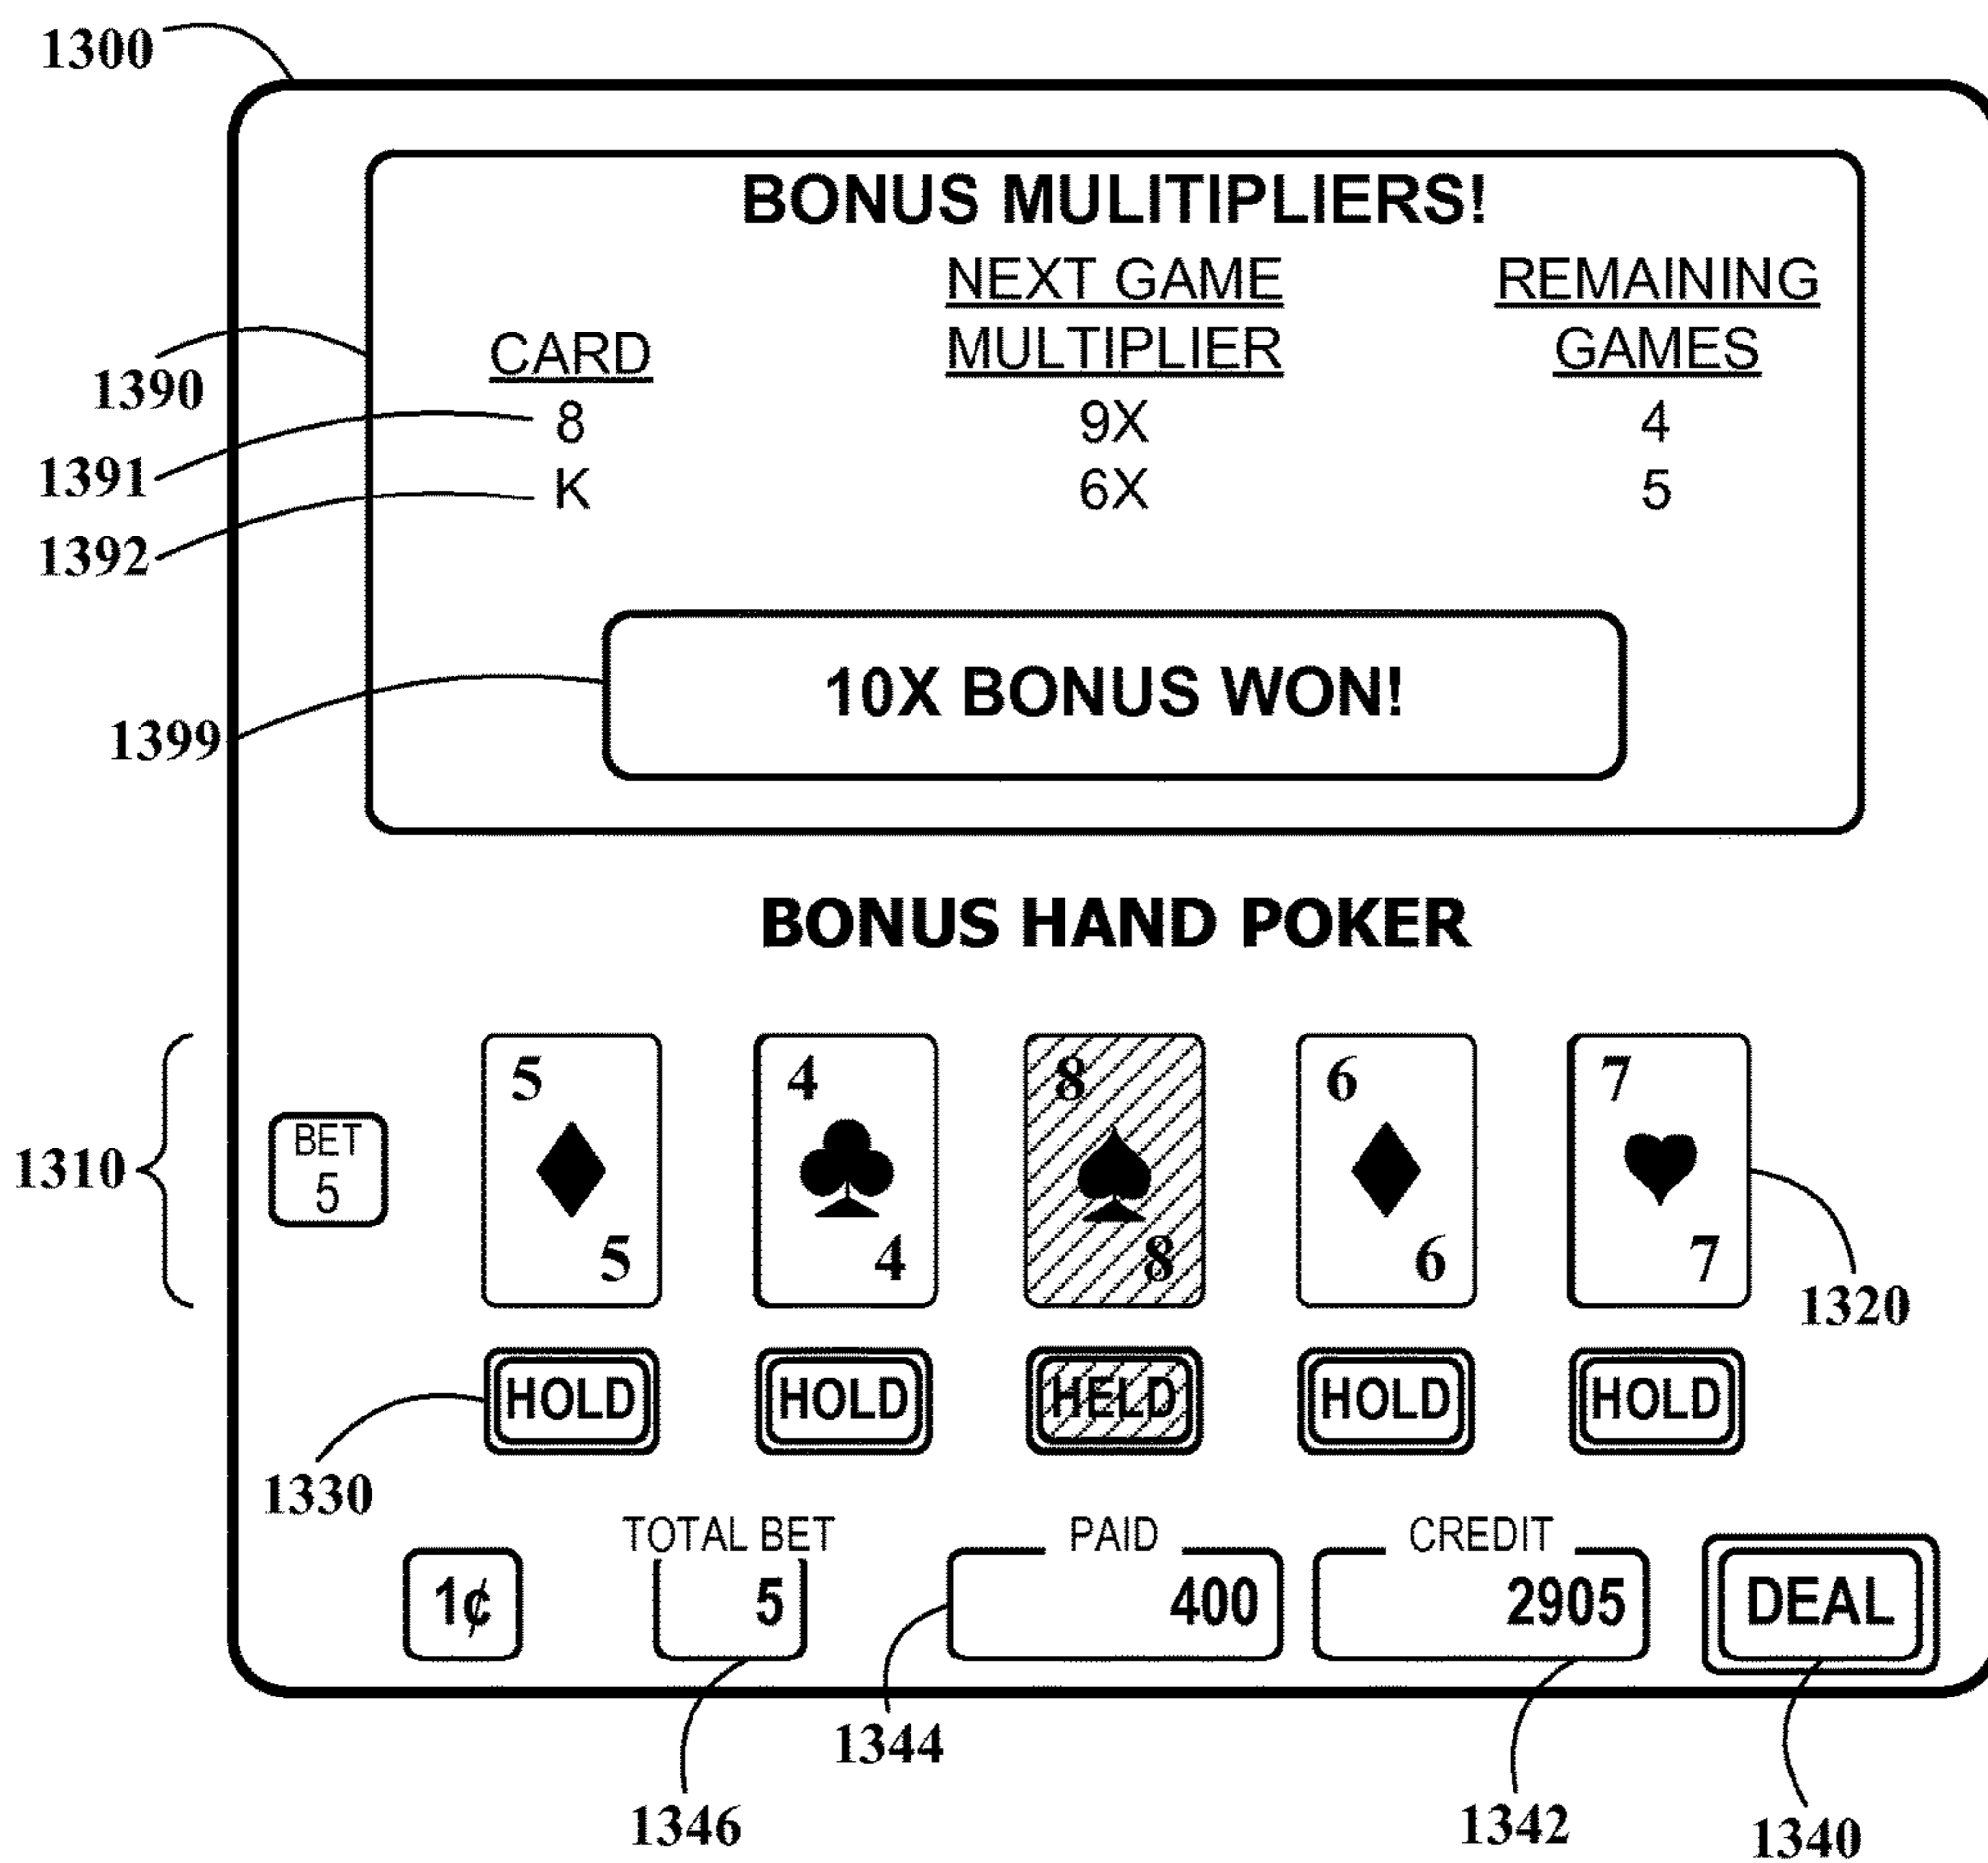 1300
BONUS MULITIPLIERS!
NEXT GAME REMAINING
CARD MULTIPLIER GAMES
1390
8 9X 4
1391
K 6X 5
1392
10X BONUS WON!
1399
BONUS HAND POKER
5 4 8 6 7
BET
5
1310
5 4 8 6 7
1320
HOLD HOLD HELD HOLD HOLD
1330
TOTAL BET PAID CREDIT
1¢ 5 400 2905 DEAL
1344
1346 1342 1340